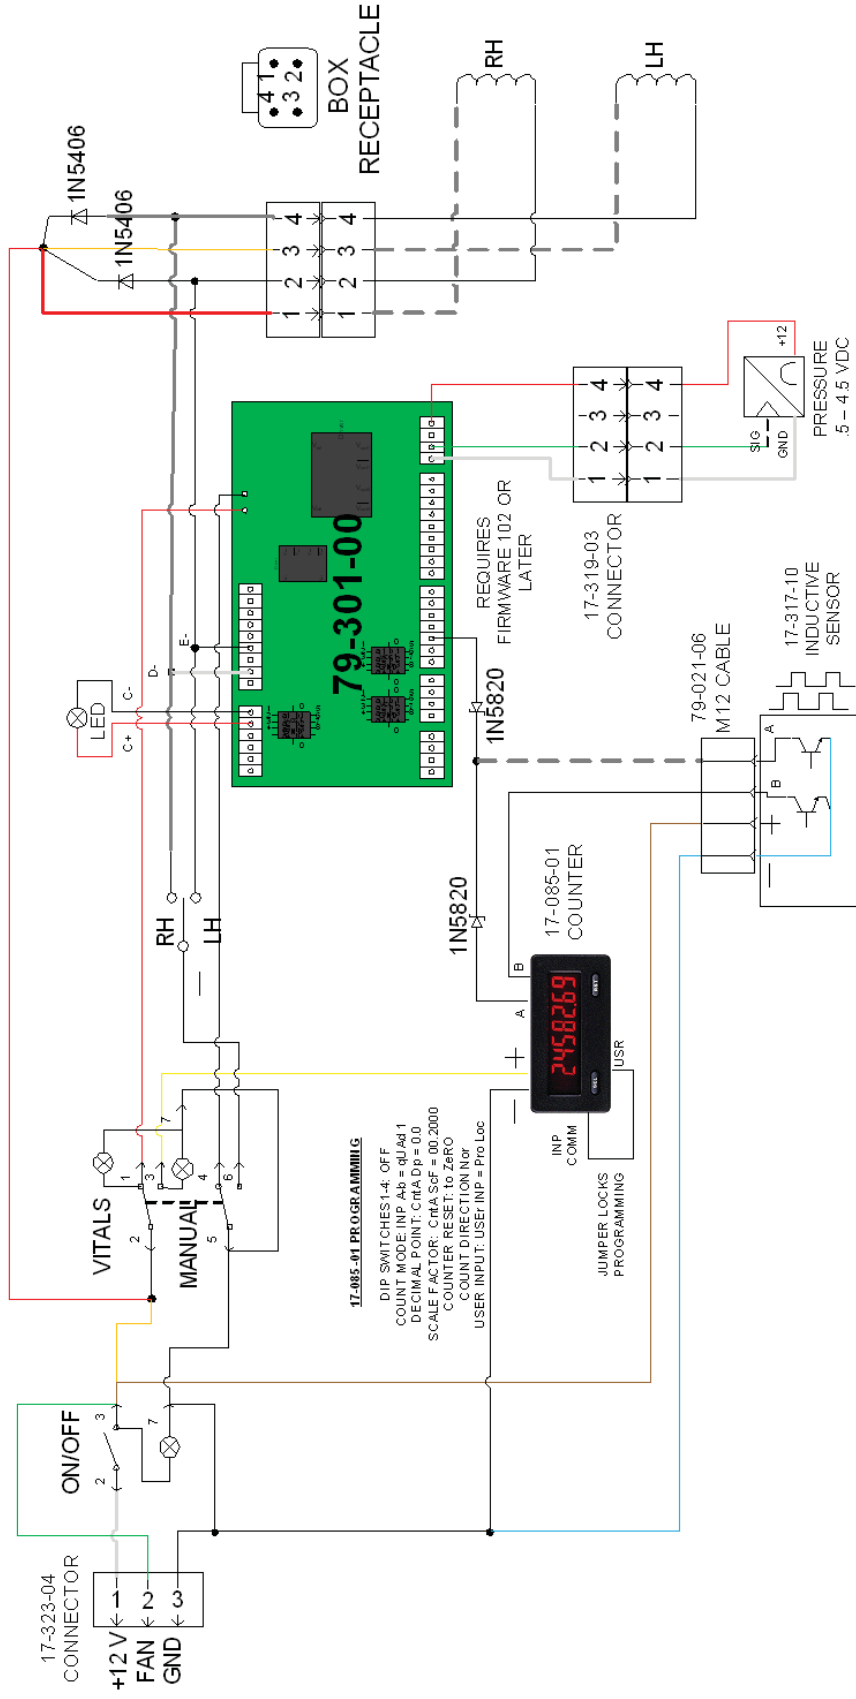 17-323-04
CONNECTOR
+12 V
FAN
GND
1
2
3
ON/OFF
2
3
7
VITALS
MANUAL
2
1
3
7
4
5
6
RH
LH
17-085-01 PROGRAMMING
DIP SWITCHES 1-4: OFF
COUNT MODE: INP A-b = qUAd 1
DECIMAL POINT: CntA Dp = 0.0
SCALE FACTOR: CntA ScF = 00.2000
COUNTER RESET: to ZeRO
COUNT DIRECTION Nor
USER INPUT: USEr INP = Pro Loc
INP
COMM
USR
JUMPER LOCKS
PROGRAMMING
24582.69
SEL
RST
A
B
17-085-01
COUNTER
1N5820
1N5820
LED
C+
C-
D-
E-
79-301-00
REQUIRES
FIRMWARE 102 OR
LATER
79-021-06
M12 CABLE
A
B
17-317-10
INDUCTIVE
SENSOR
17-319-03
CONNECTOR
1
2
3
4
1
2
3
4
SIG
GND
+12
PRESSURE
.5 – 4.5 VDC
1N5406
1N5406
1
2
3
4
1
2
3
4
RH
LH
4 1
3 2
BOX
RECEPTACLE